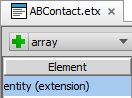 ABContact.etx
array
Element
entity (extension)